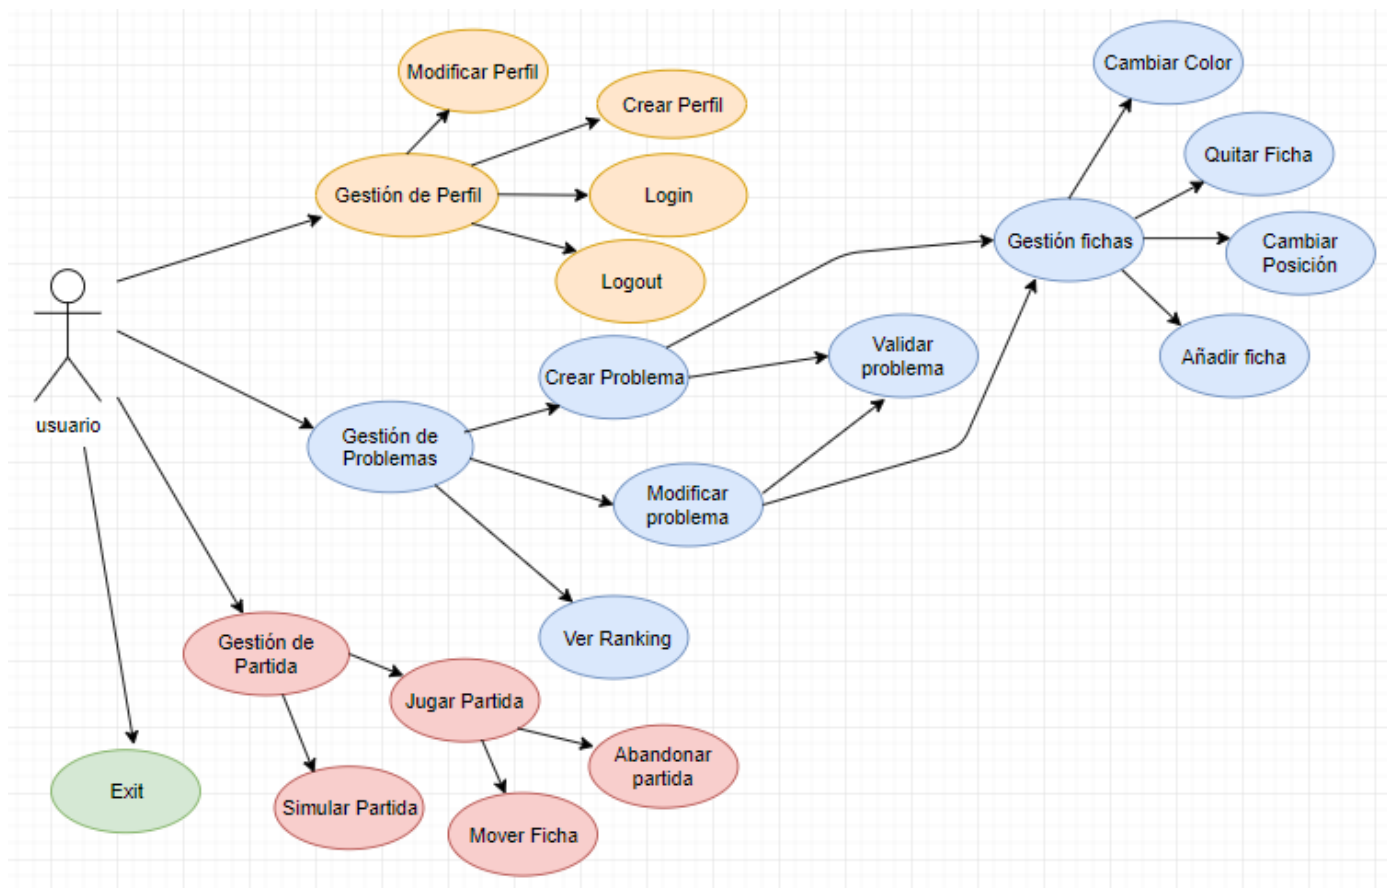 Modificar Perfil
Crear Perfil
Gestión de Perfil
Login
Logout
Cambiar Color
Quitar Ficha
Gestión fichas
Cambiar
Posición
Añadir ficha
usuario
Crear Problema
Validar
problema
Gestión de
Problemas
Modificar
problema
Ver Ranking
Gestión de
Partida
Jugar Partida
Abandonar
partida
Exit
Simular Partida
Mover Ficha